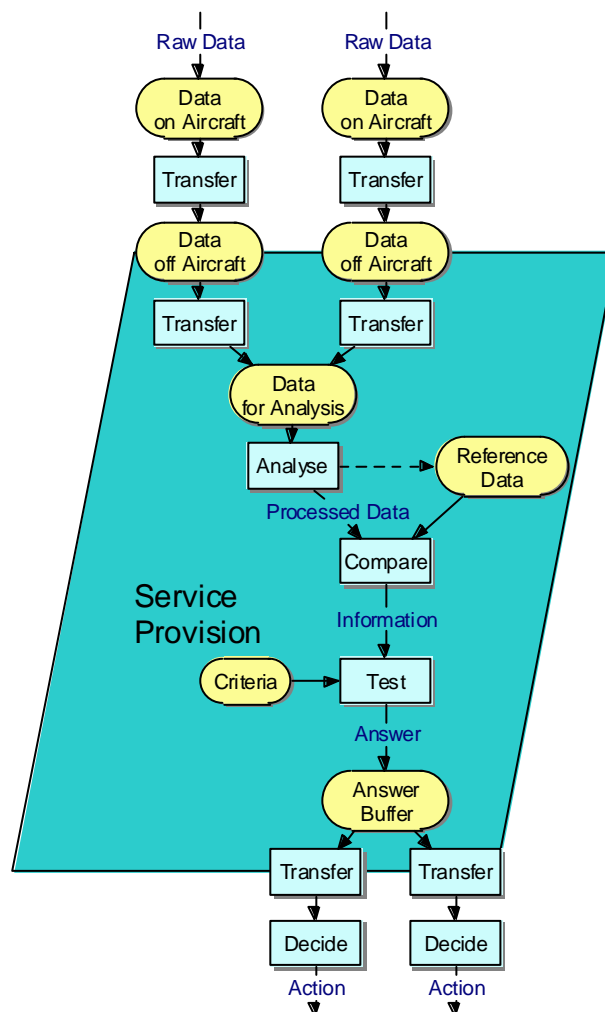 Raw Data
Raw Data
Data
on Aircraft
Data
on Aircraft
Transfer
Transfer
Data
off Aircraft
Data
off Aircraft
Transfer
Transfer
Data
for Analysis
Analyse
Reference
Data
Processed Data
Compare
Service
Provision
Information
Criteria
Test
Answer
Answer
Buffer
Transfer
Transfer
Decide
Decide
Action
Action